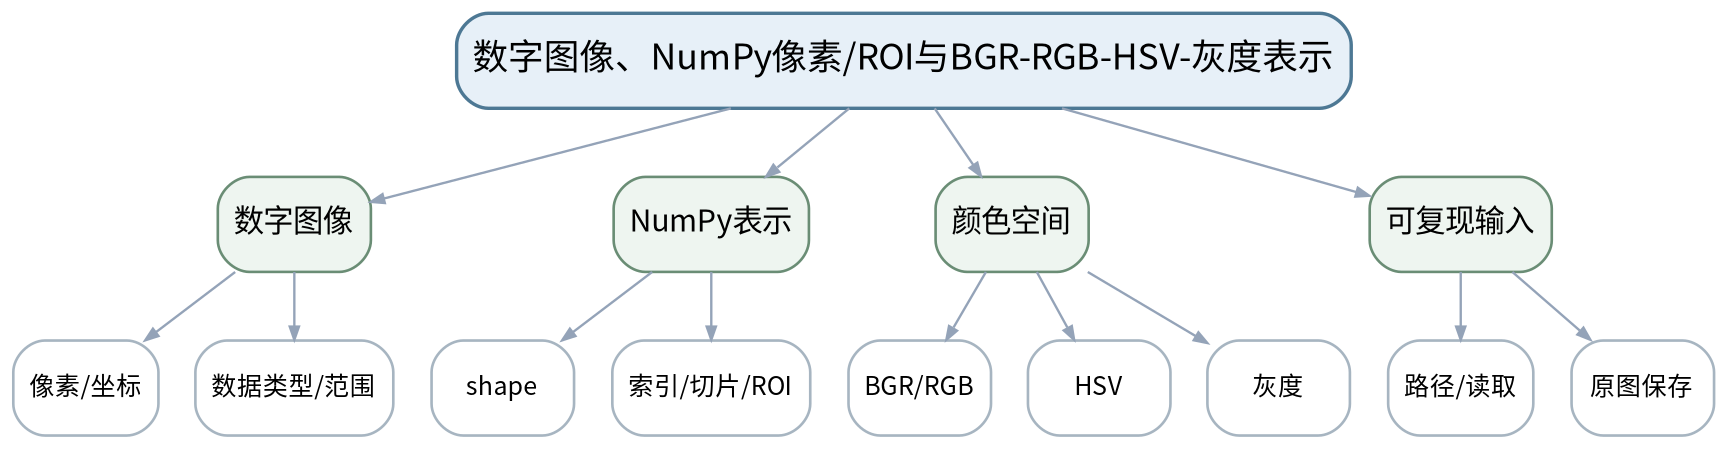 数字图像、NumPy像素/ROI与BGR-RGB-HSV-灰度表示
数字图像
NumPy表示
颜色空间
可复现输入
像素/坐标
数据类型/范围
shape
索引/切片/ROI
BGR/RGB
HSV
灰度
路径/读取
原图保存